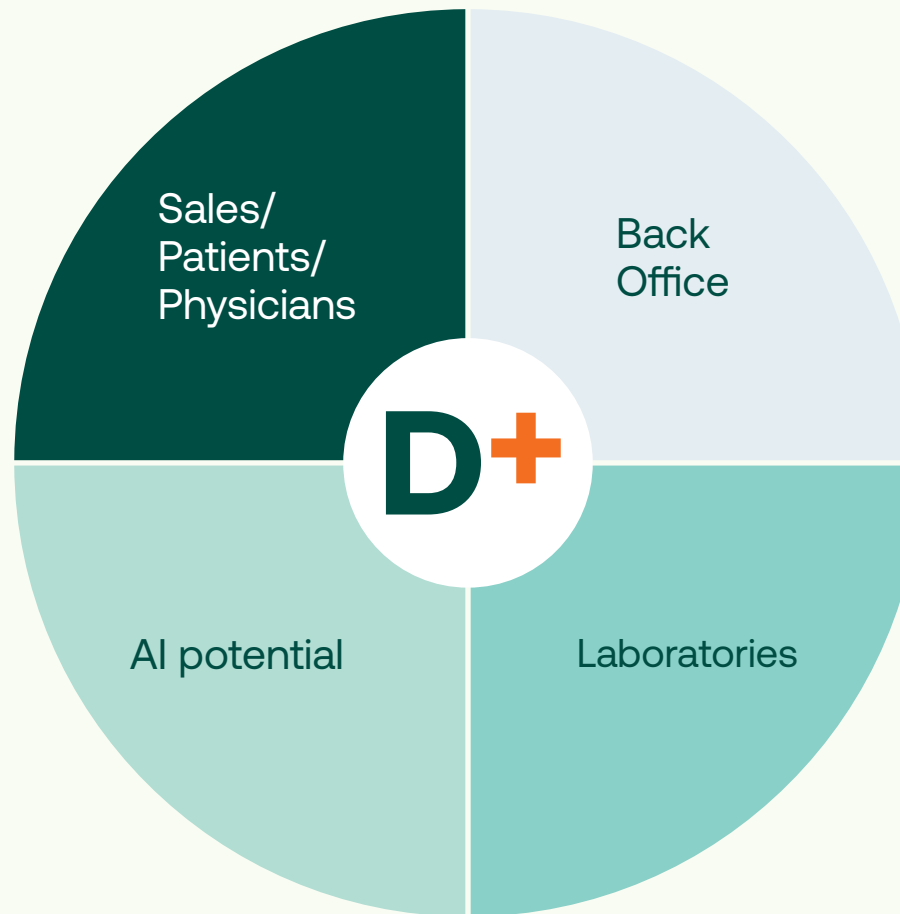 Sales/
Patients/
Physicians
Back
Office
D+
AI potential
Laboratories